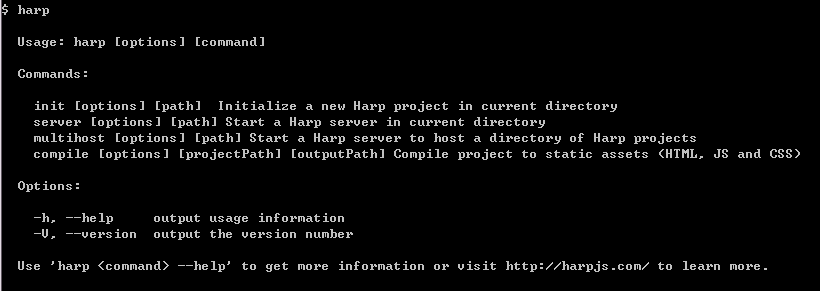 $ harp
Usage: harp [options] [command]
Commands:
init [options] [path]  Initialize a new Harp project in current directory
server [options] [path] Start a Harp server in current directory
multihost [options] [path] Start a Harp server to host a directory of Harp projects
compile [options] [projectPath] [outputPath] Compile project to static assets (HTML, JS and CSS)
Options:
-h, --help     output usage information
-V, --version  output the version number
Use 'harp <command> --help' to get more information or visit http://harpjs.com/ to learn more.